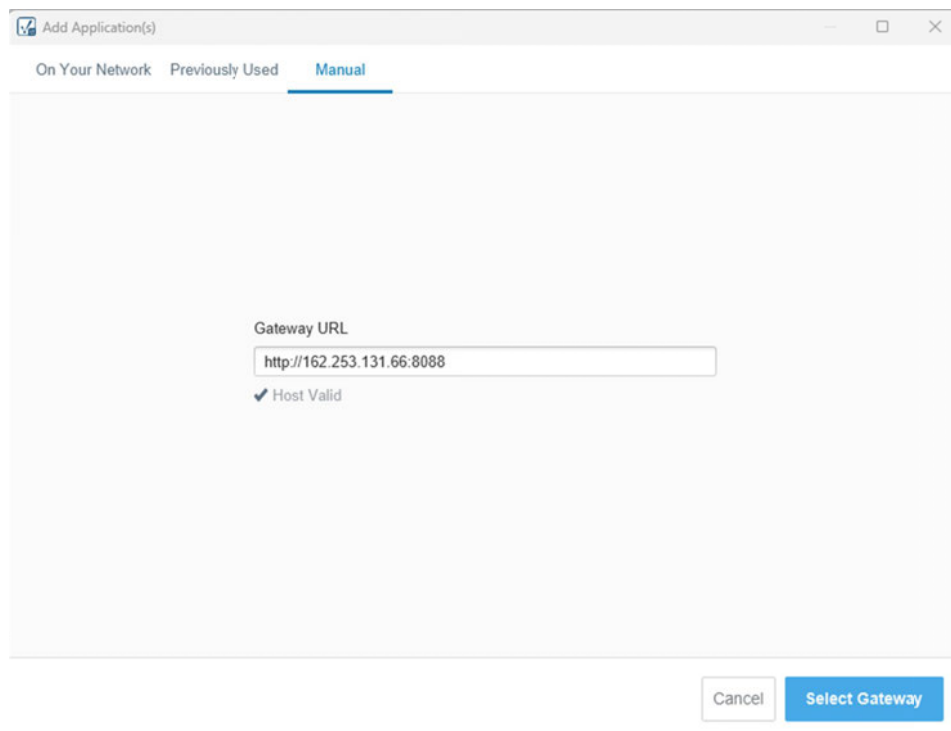 Add Application(s)
On Your Network Previously Used Manual
Gateway URL
http://162.253.131.66:8088
Host Valid
Cancel Select Gateway